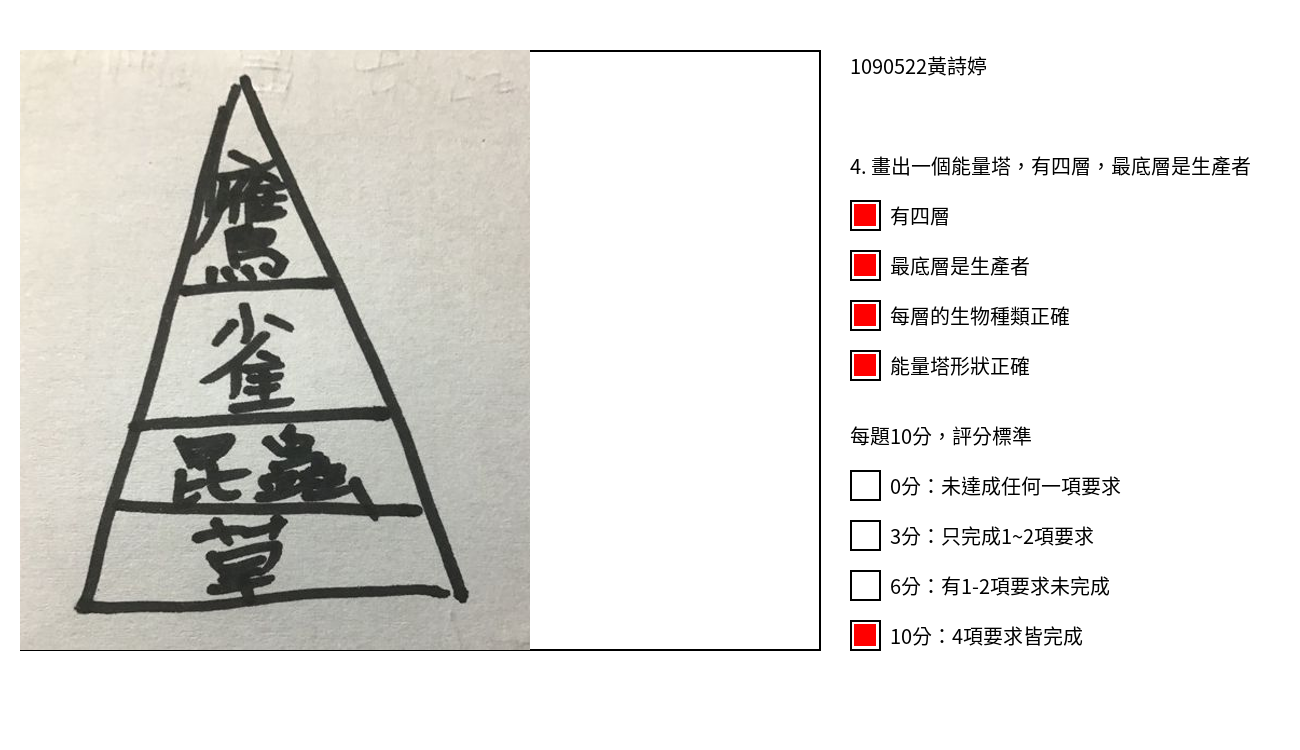 鷹
雀
昆蟲
草
1090522黃詩婷
4. 畫出一個能量塔，有四層，最底層是生產者
有四層
最底層是生產者
每層的生物種類正確
能量塔形狀正確
每題10分，評分標準
0分：未達成任何一項要求
3分：只完成1~2項要求
6分：有1-2項要求未完成
10分：4項要求皆完成